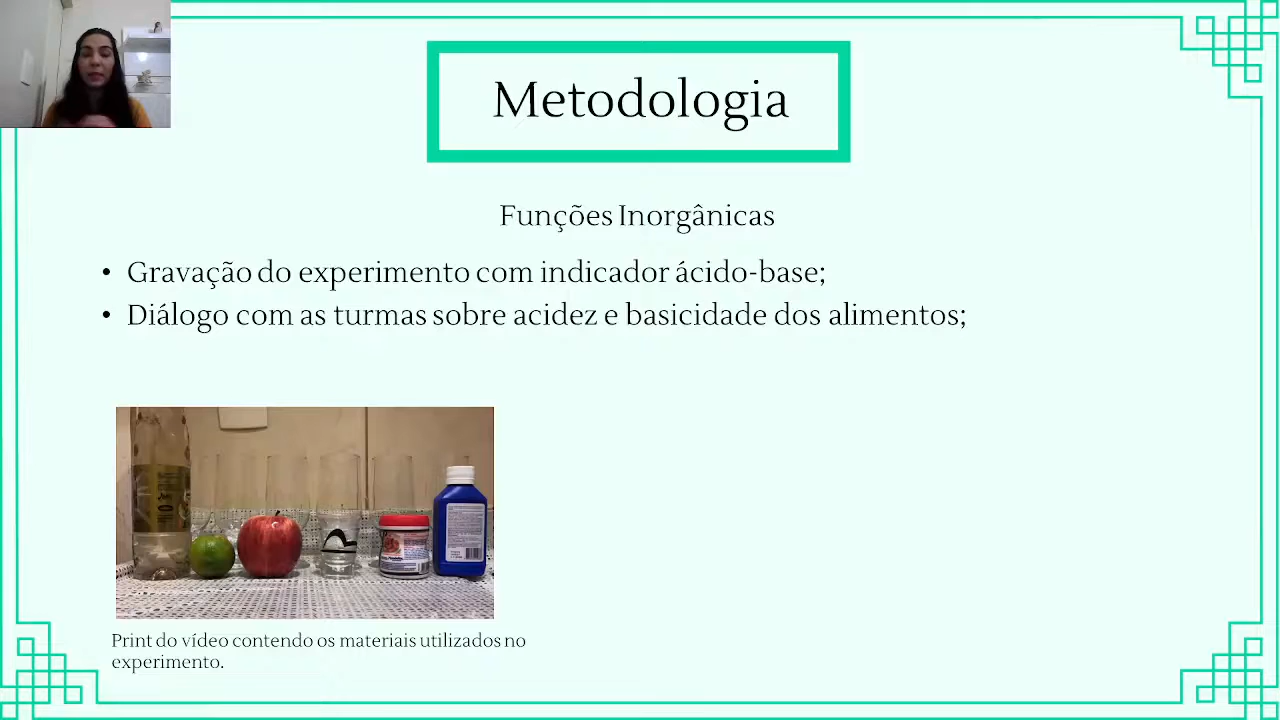 Metodologia
Funções Inorgânicas
• Gravação do experimento com indicador ácido-base;
• Diálogo com as turmas sobre acidez e basicidade dos alimentos;
Print do vídeo contendo os materiais utilizados no
experimento.